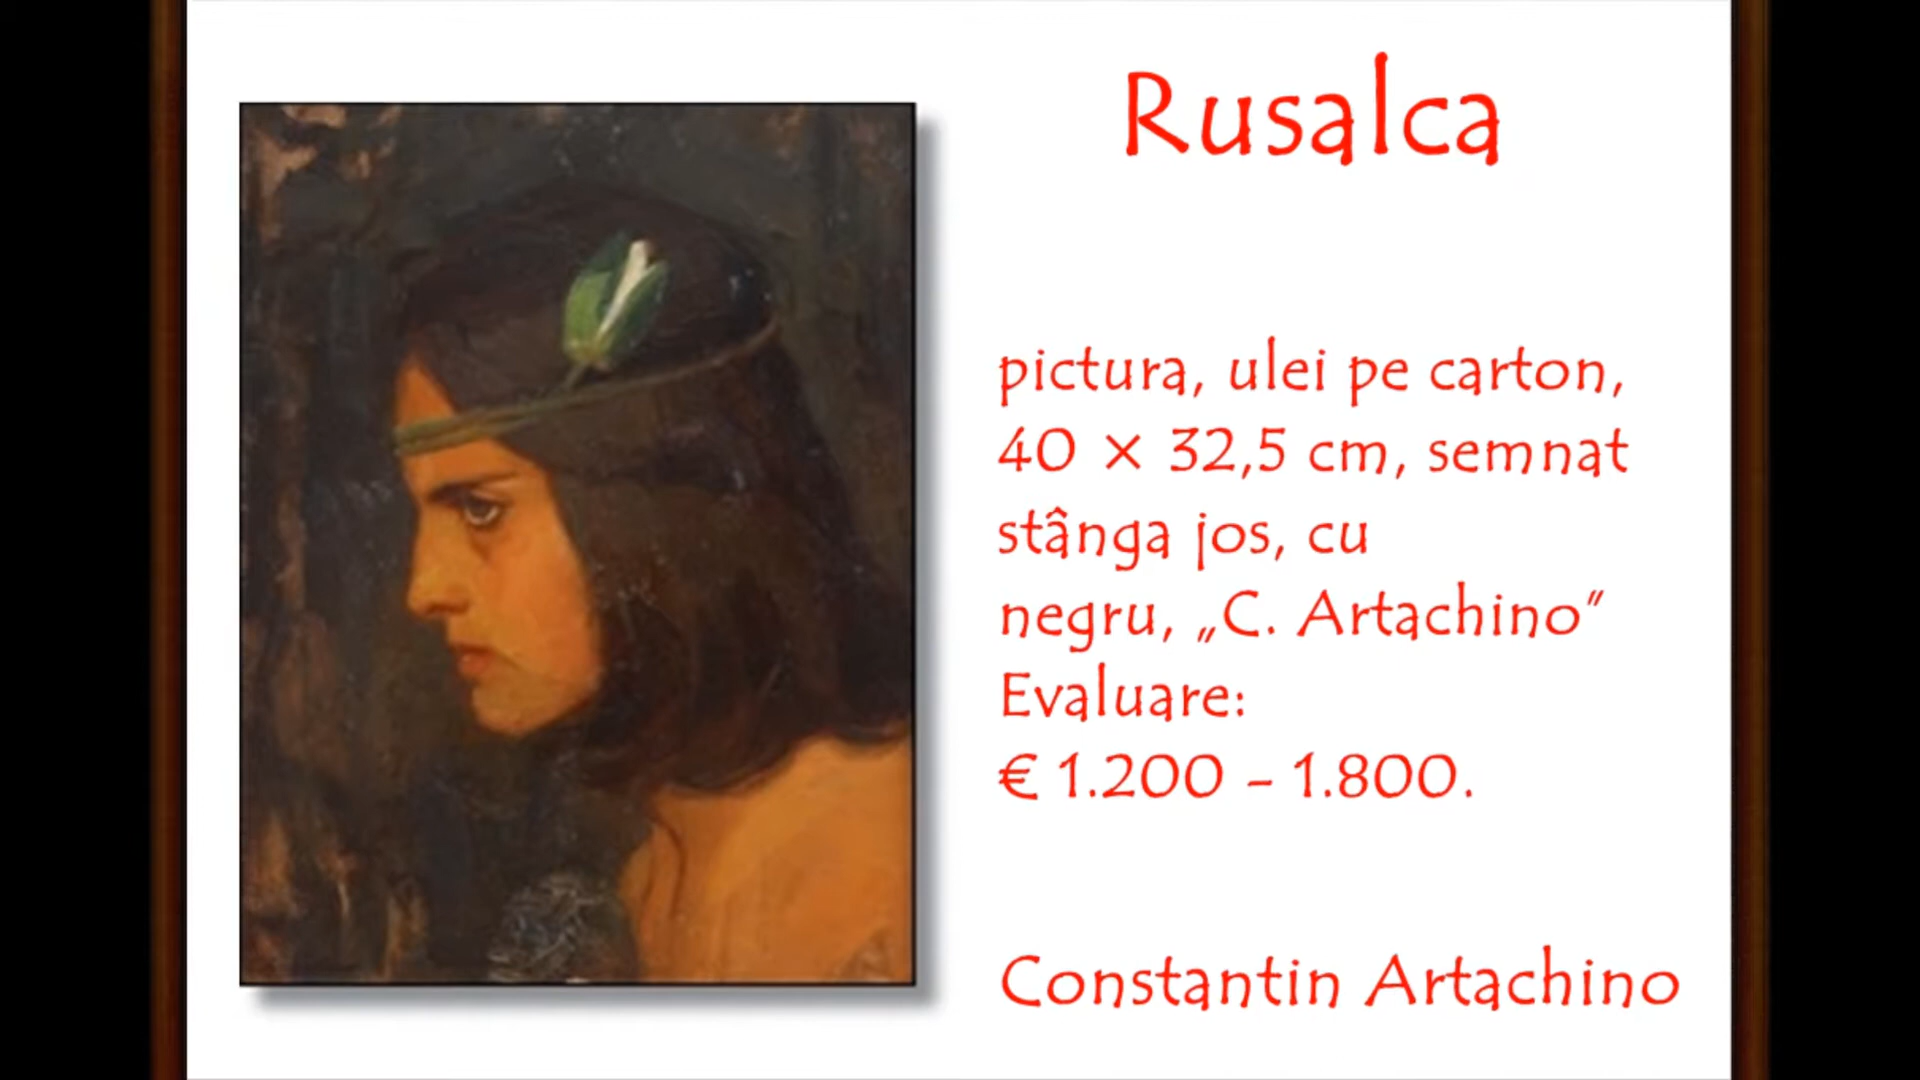 Rusalca
pictura, ulei pe carton,
40 × 32,5 cm, semnat
stânga jos, cu
negru, „C. Artachino”
Evaluare:
€ 1.200 - 1.800.
Constantin Artachino